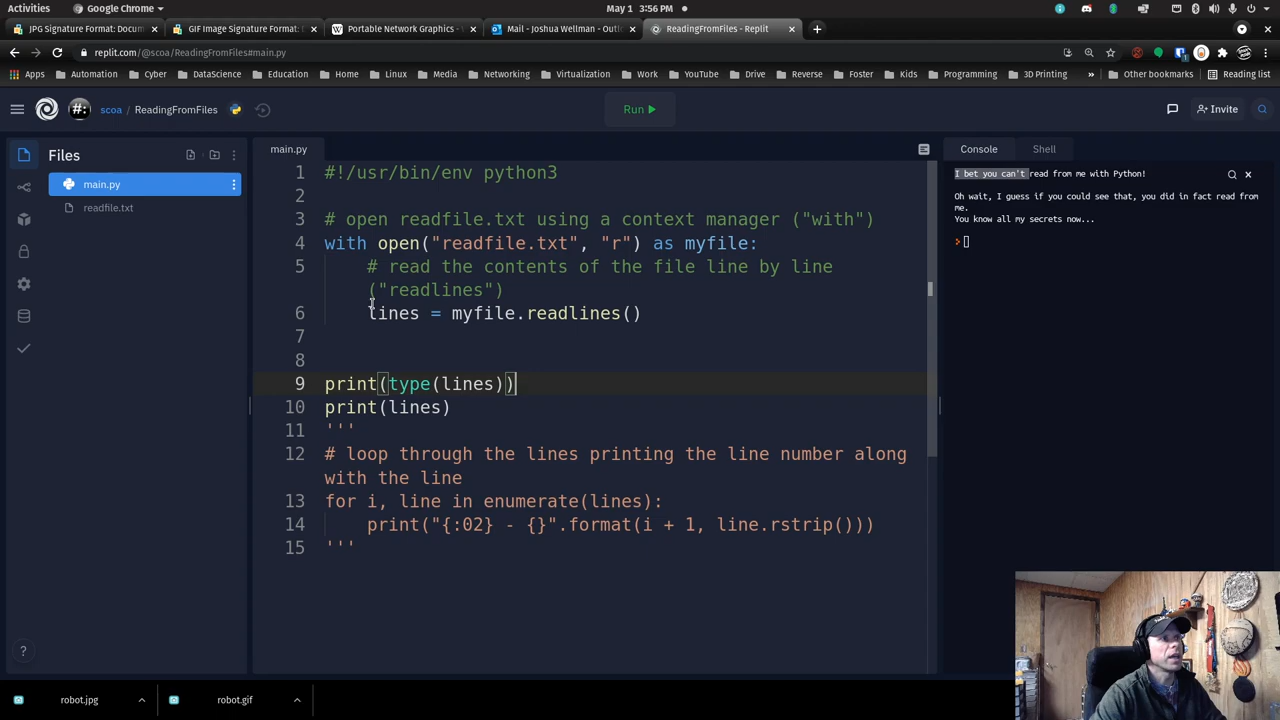 Activities
Google Chrome
May 1 3:56 PM
JPG Signature Format: Docum
GIF Image Signature Format:
Portable Network Graphics - V
Mail - Joshua Wellman - Outl
ReadingFromFiles - Replit
replit.com/@scoa/ReadingFromFiles#main.py
Apps
Automation
Cyber
DataScience
Education
Home
Linux
Media
Networking
Virtualization
Work
YouTube
Drive
Reverse
Foster
Kids
Programming
3D Printing
»
Other bookmarks
Reading list
#:
scoa / ReadingFromFiles
Run
Invite
Files
main.py
readfile.txt
main.py
1 #!/usr/bin/env python3
2
3 # open readfile.txt using a context manager ("with")
4 with open("readfile.txt", "r") as myfile:
5 # read the contents of the file line by line
("readlines")
6 lines = myfile.readlines()
7
8
9 print(type(lines))
10 print(lines)
11 '''
12 # loop through the lines printing the line number along
with the line
13 for i, line in enumerate(lines):
14 print("{:02} - {}".format(i + 1, line.rstrip()))
15 '''
Console
Shell
I bet you can't read from me with Python!
Oh wait, I guess if you could see that, you did in fact read from
me.
You know all my secrets now...
?
robot.jpg
robot.gif